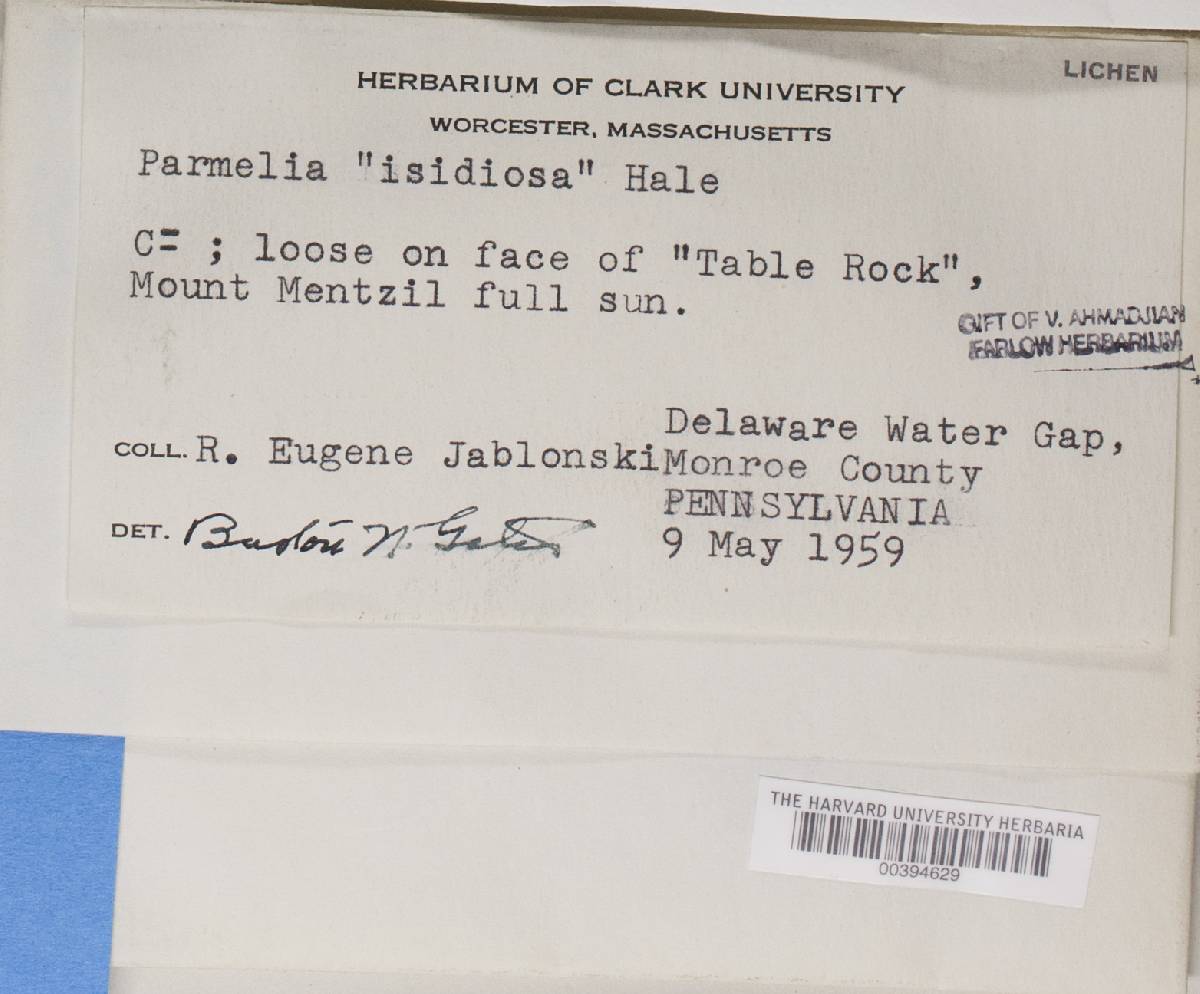 LICHEN
HERBARIUM OF CLARK UNIVERSITY
WORCESTER, MASSACHUSETTS
Parmelia "isidiosa" Hale
C= ; loose on face of "Table Rock",
Mount Mentzil full sun.
GIFT OF V. AHMADJIAN
FARLOW HERBARIUM
Delaware Water Gap,
COLL. R. Eugene Jablonski Monroe County
PENNSYLVANIA
DET. Burton N. Gates
9 May 1959
THE HARVARD UNIVERSITY HERBARIA
00394629